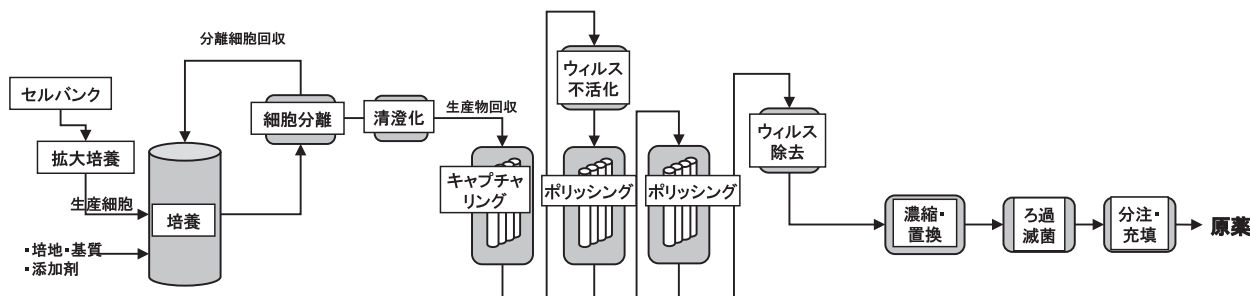 セルバンク
拡大培養
生産細胞
・培地・基質
・添加剤
培養
分離細胞回収
細胞分離
清澄化
生産物回収
キャプチャ
リング
ウィルス
不活化
ポリッシング
ポリッシング
ウィルス
除去
濃縮・
置換
ろ過
滅菌
分注・
充填
原薬